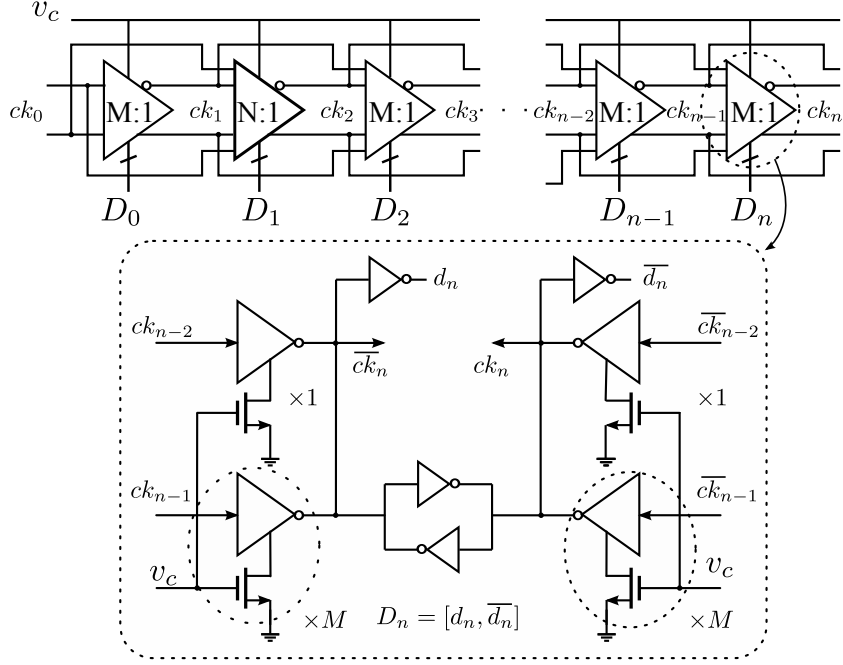 v_c
ck_0 M:1 ck_1 N:1 ck_2 M:1 ck_3 · · · ck_{n-2} M:1 ck_{n-1} M:1 ck_n
D_0 D_1 D_2 D_{n-1} D_n
d_n \overline{d_n}
ck_{n-2} \overline{ck}_n ck_n \overline{ck}_{n-2}
×1 ×1
ck_{n-1} \overline{ck}_{n-1}
v_c v_c
×M D_n = [d_n, \overline{d_n}] ×M